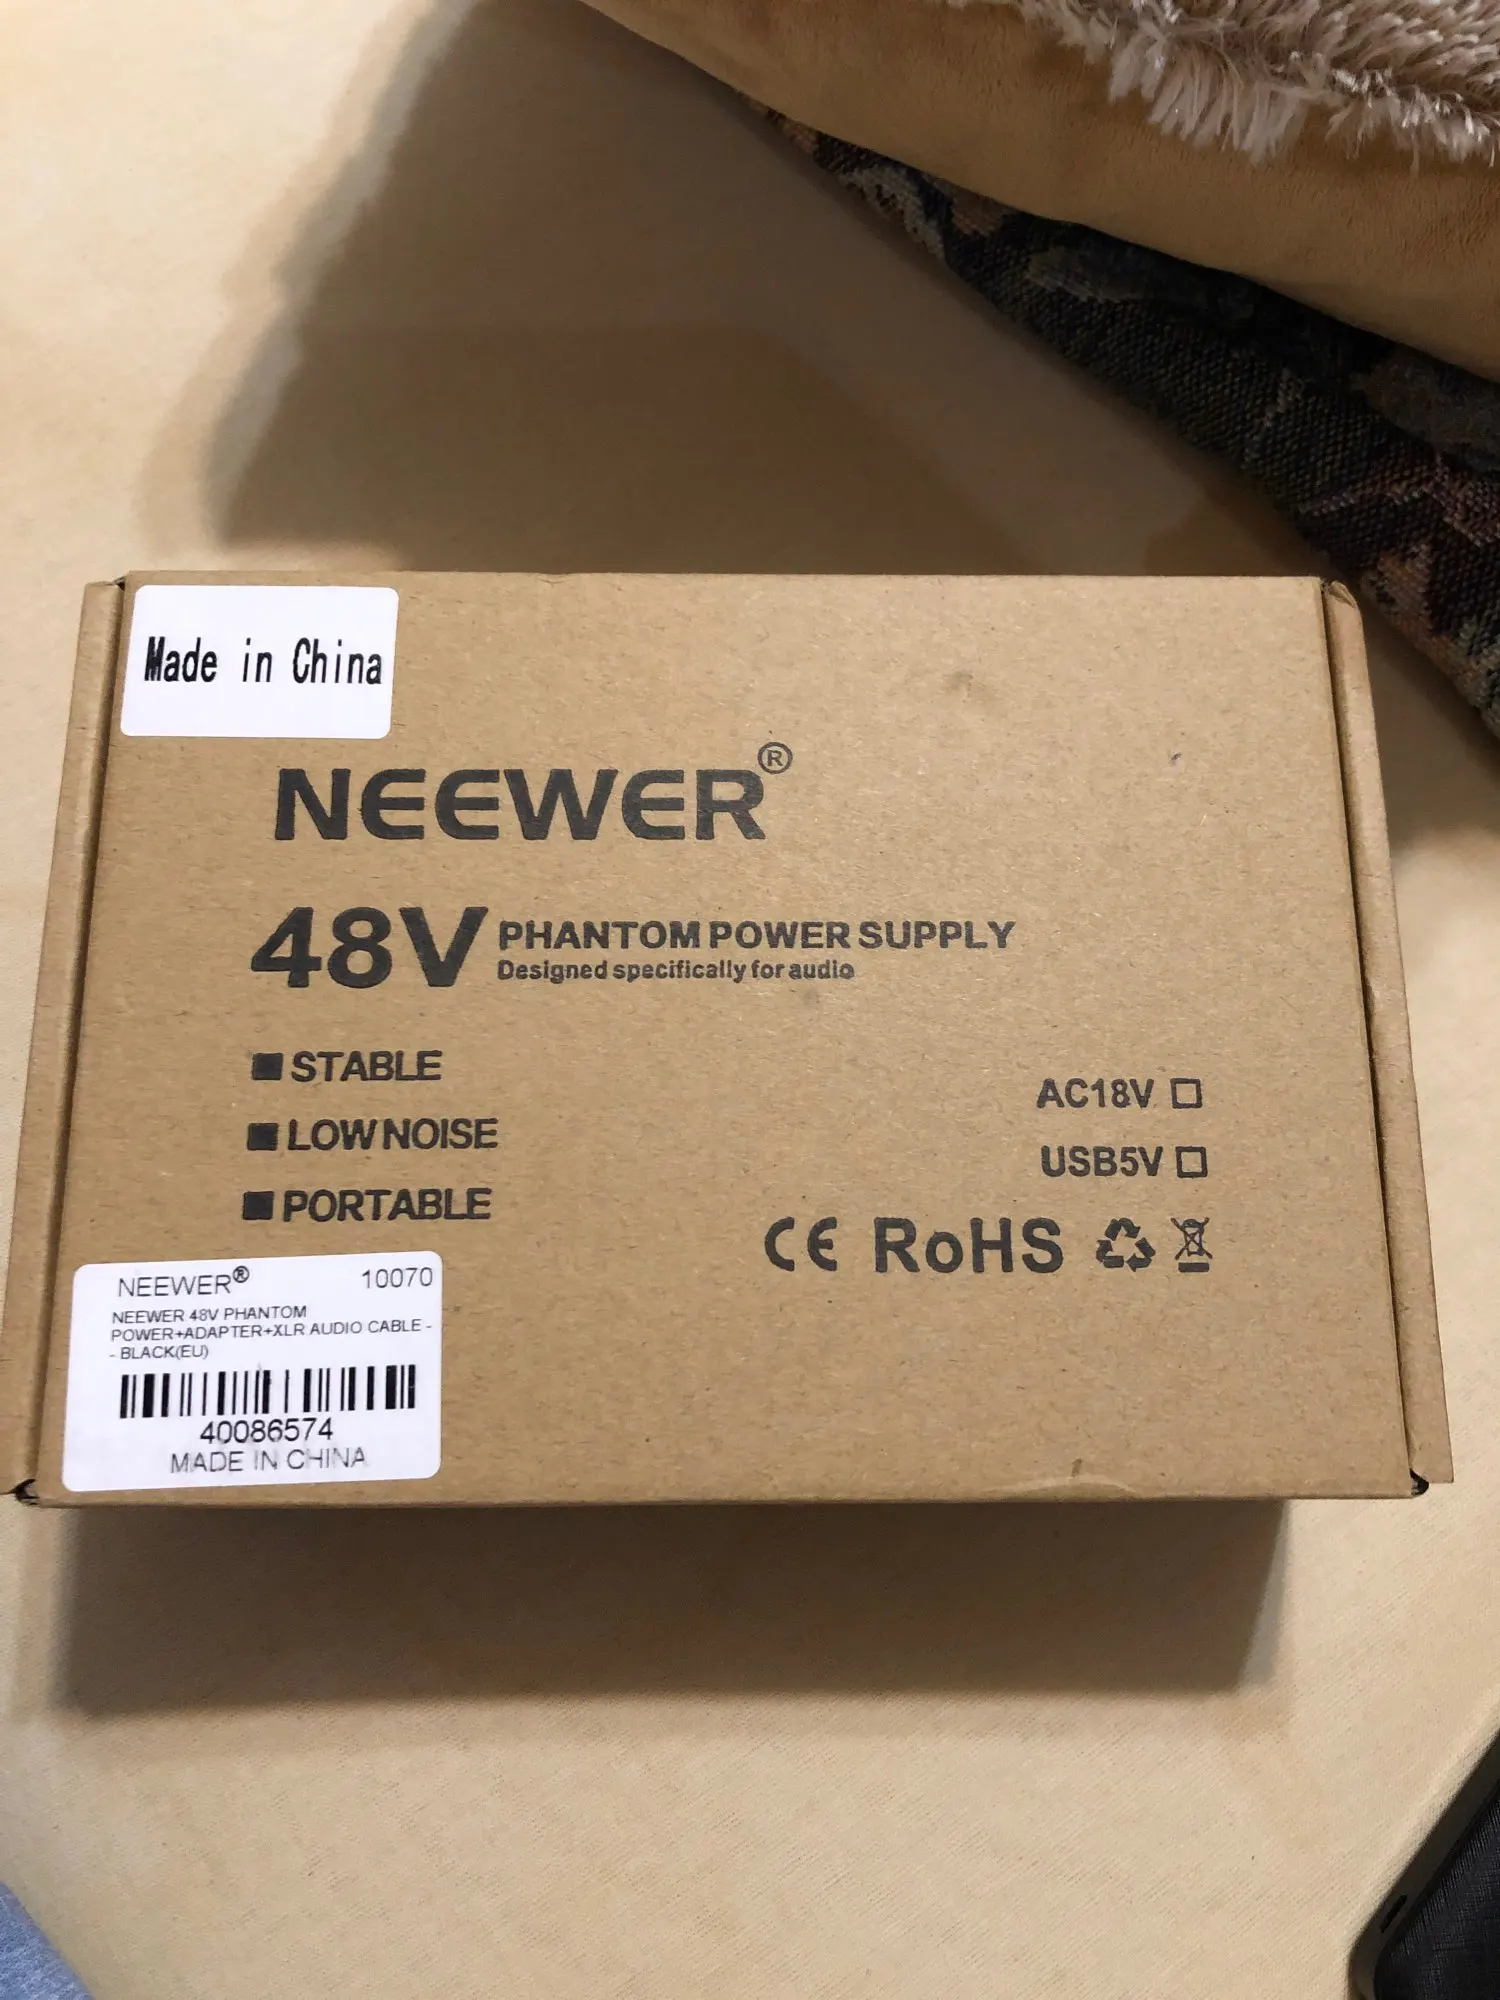 Made in China
NEEWER®
48V PHANTOM POWER SUPPLY
Designed specifically for audio
STABLE
LOW NOISE
PORTABLE
AC18V
USB5V
CE RoHS
NEEWER® 10070
NEEWER 48V PHANTOM
POWER+ADAPTER+XLR AUDIO CABLE -
- BLACK(EU)
40086574
MADE IN CHINA